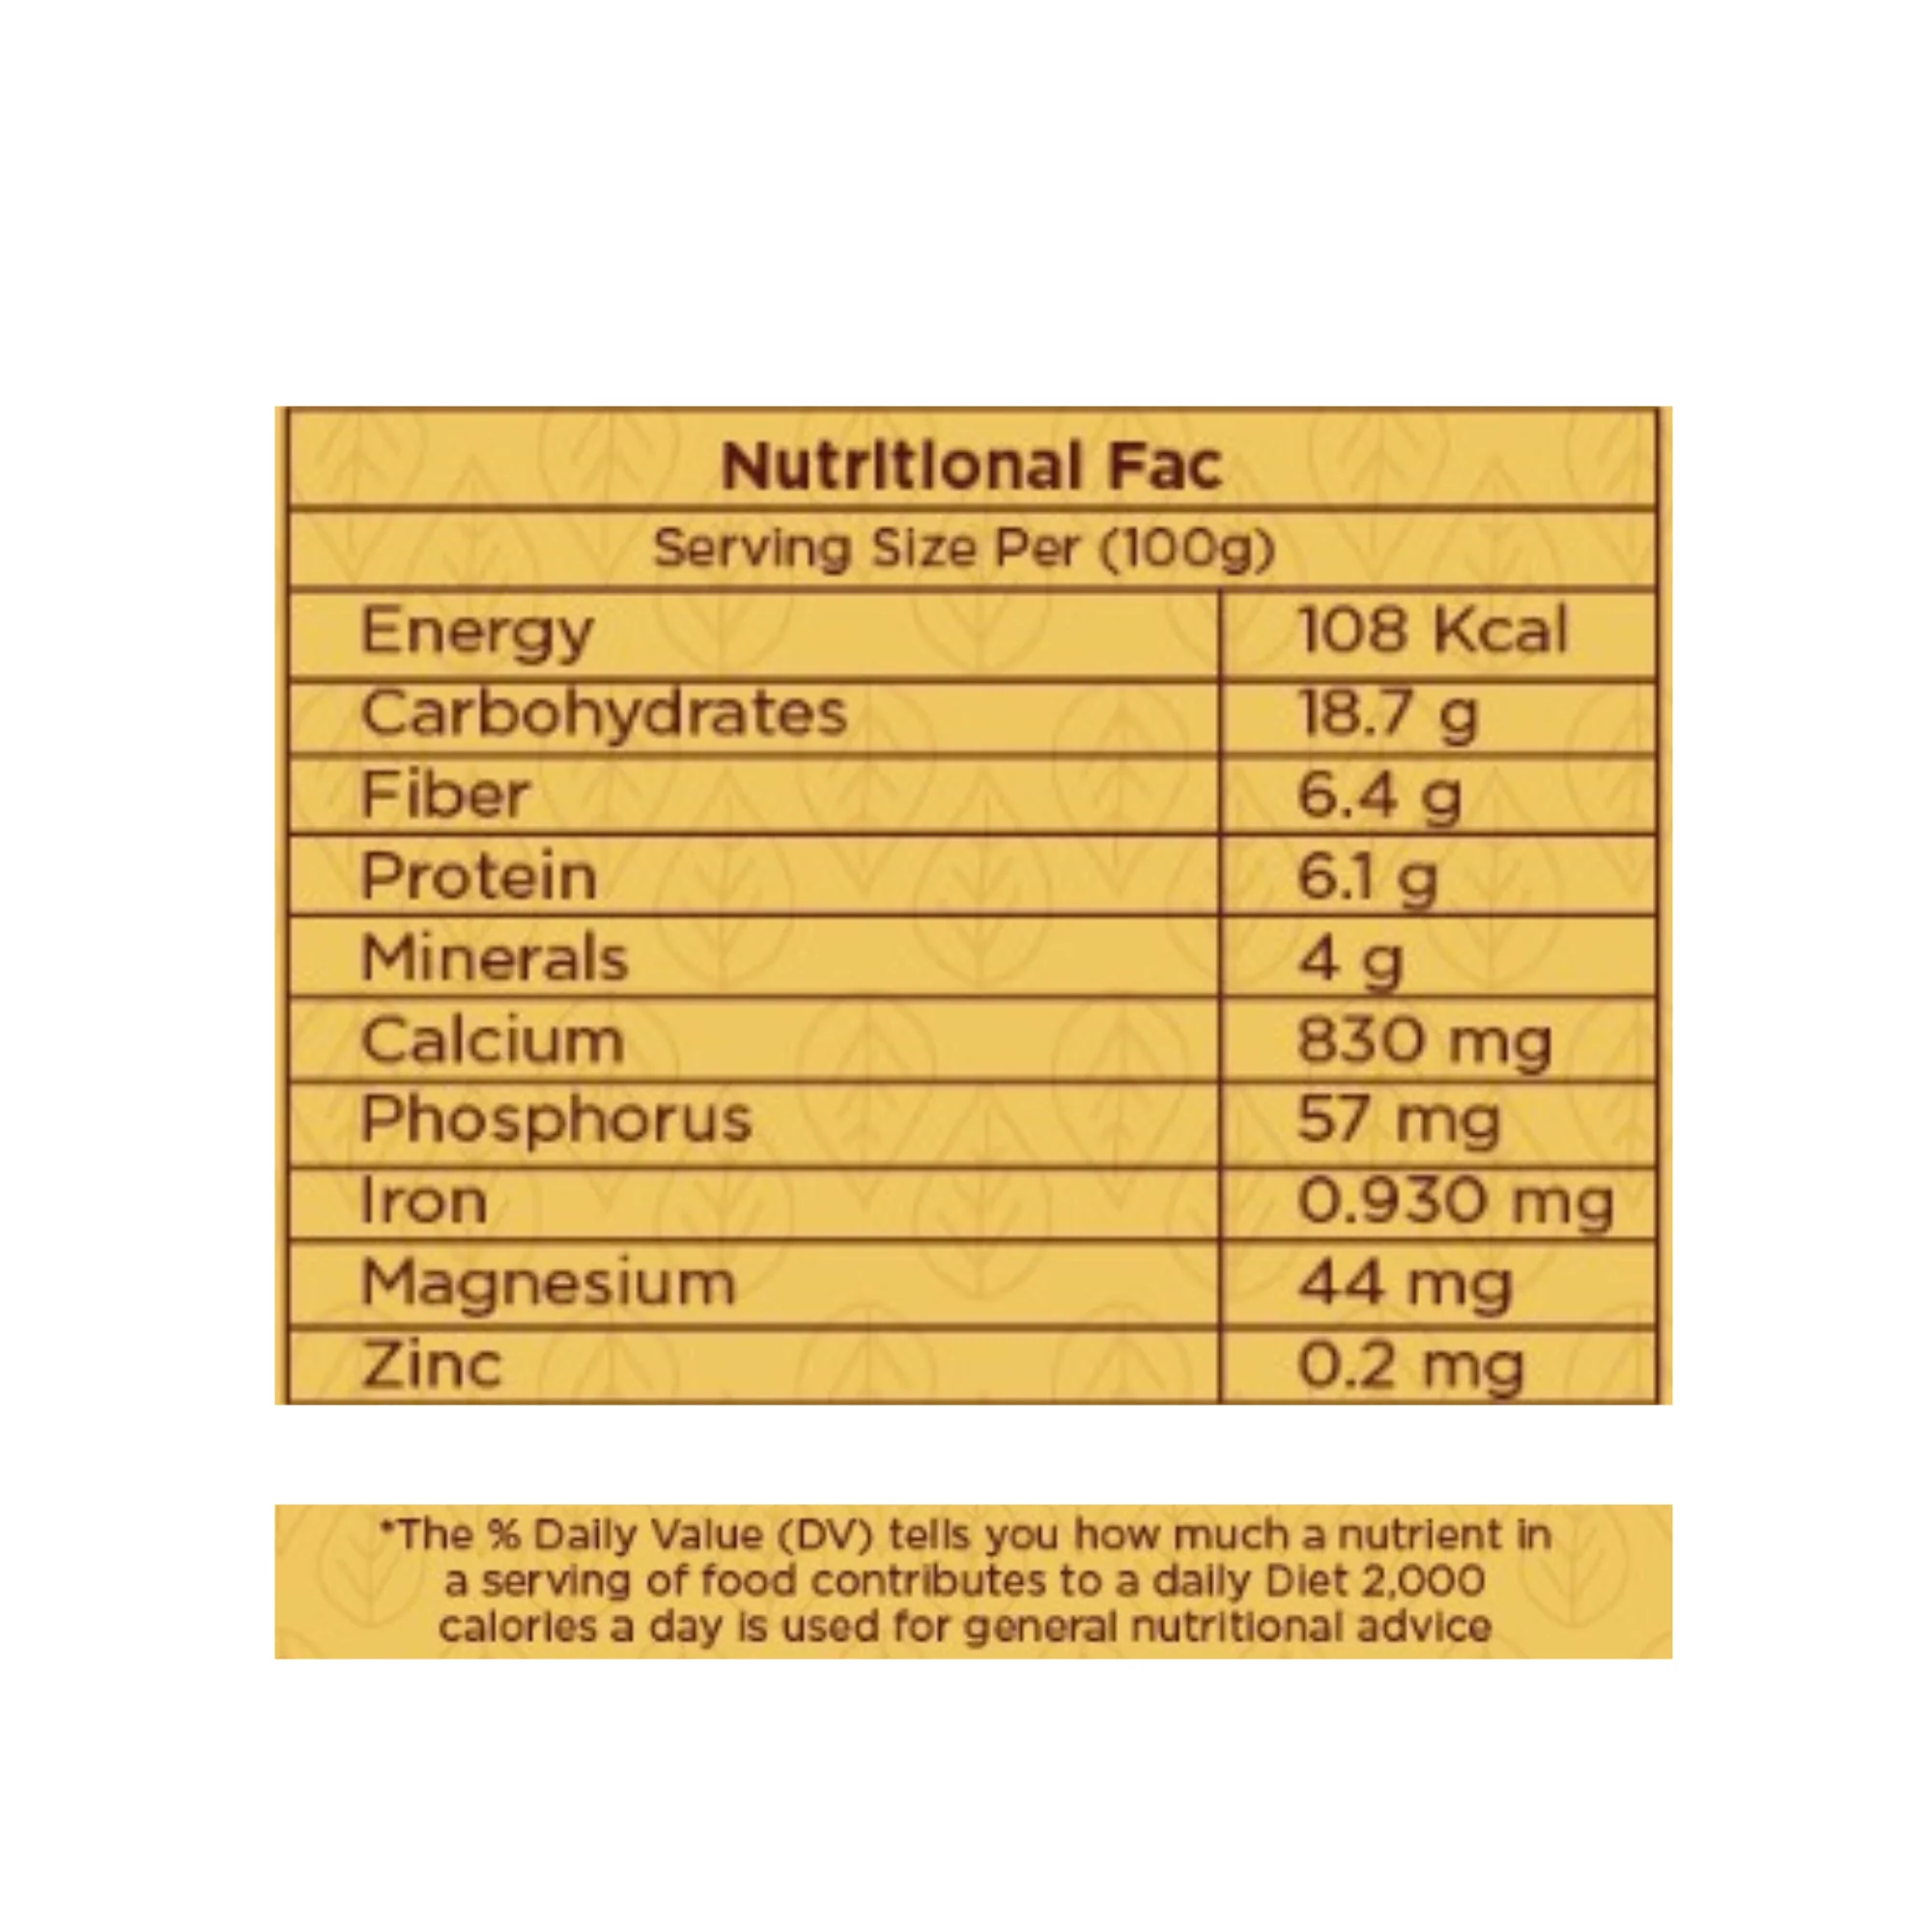 Nutritional Fac
Serving Size Per (100g)
Energy 108 Kcal
Carbohydrates 18.7 g
Fiber 6.4 g
Protein 6.1 g
Minerals 4 g
Calcium 830 mg
Phosphorus 57 mg
Iron 0.930 mg
Magnesium 44 mg
Zinc 0.2 mg
*The % Daily Value (DV) tells you how much a nutrient in
a serving of food contributes to a daily Diet 2,000
calories a day is used for general nutritional advice